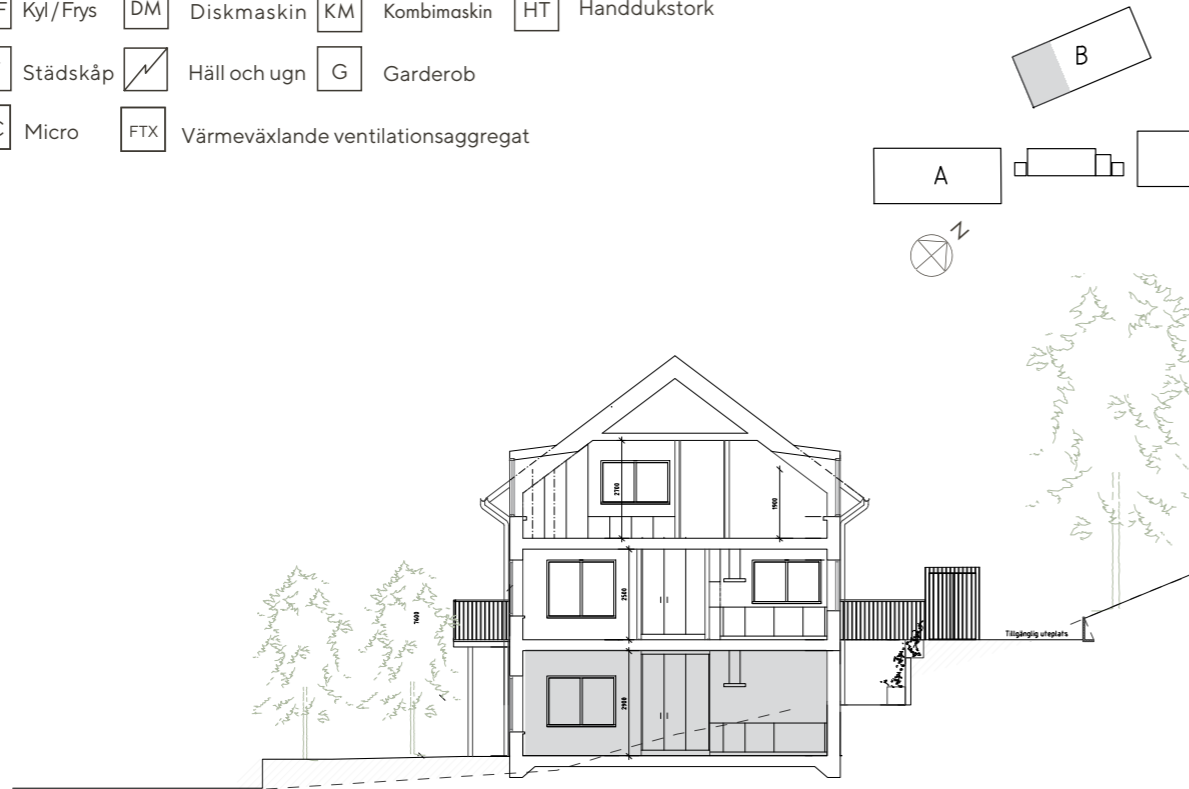 F Kyl/Frys DM Diskmaskin KM Kombimaskin HT Handdukstork
Städskåp Häll och ugn G Garderob
C Micro FTX Värmeväxlande ventilationsaggregat
B
A
N
2700
1900
2500
7600
Tillgänglig uteplats
2900